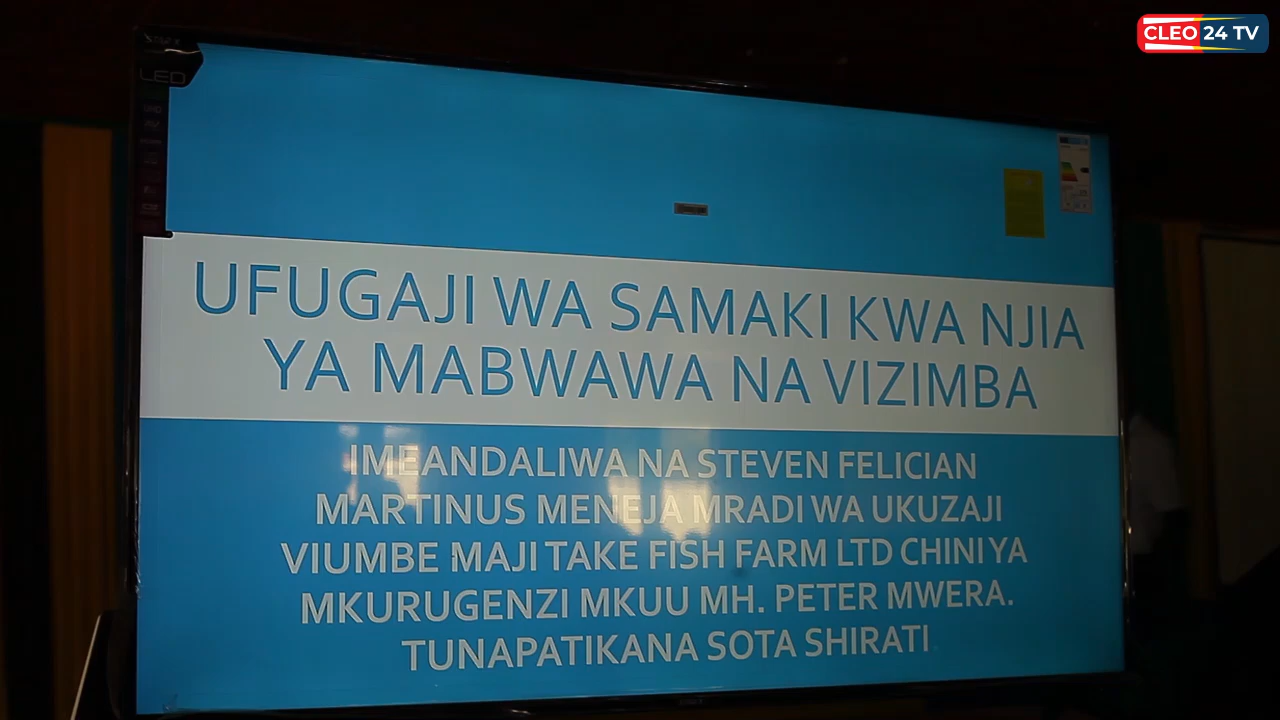 CLEO 24 TV
LED
UFUGAJI WA SAMAKI KWA NJIA
YA MABWAWA NA VIZIMBA
IMEANDALIWA NA STEVEN FELICIAN
MARTINUS MENEJA MRADI WA UKUZAJI
VIUMBE MAJI TAKE FISH FARM LTD CHINI YA
MKURUGENZI MKUU MH. PETER MWERA.
TUNAPATIKANA SOTA SHIRATI